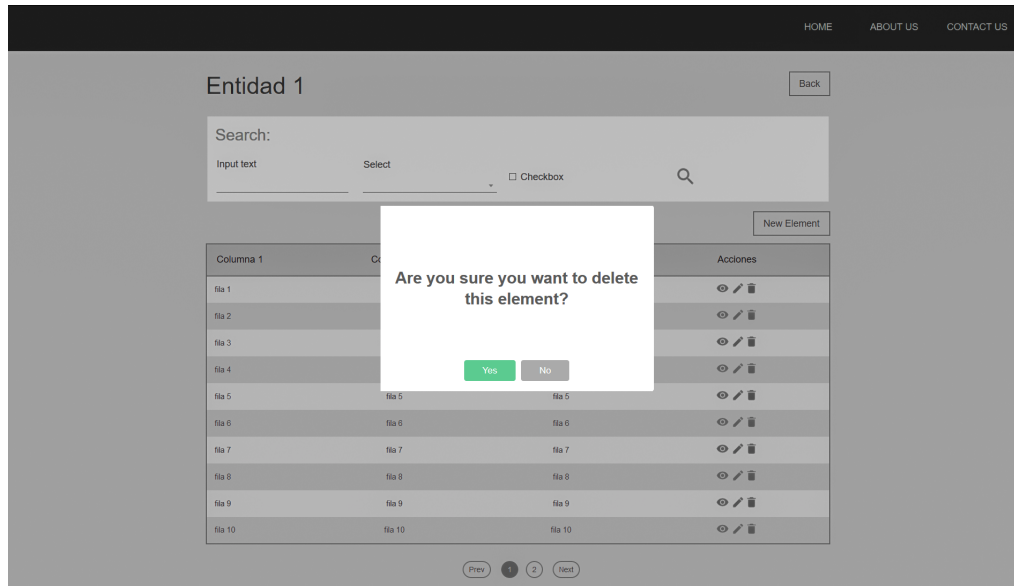 HOME ABOUT US CONTACT US
Entidad 1 Back
Search:
Input text Select
Checkbox
New Element
Columna 1 Co Acciones
Are you sure you want to delete
this element?
Yes No
fila 1
fila 2
fila 3
fila 4
fila 5 fila 5 fila 5
fila 6 fila 6 fila 6
fila 7 fila 7 fila 7
fila 8 fila 8 fila 8
fila 9 fila 9 fila 9
fila 10 fila 10 fila 10
Prev 1 2 Next